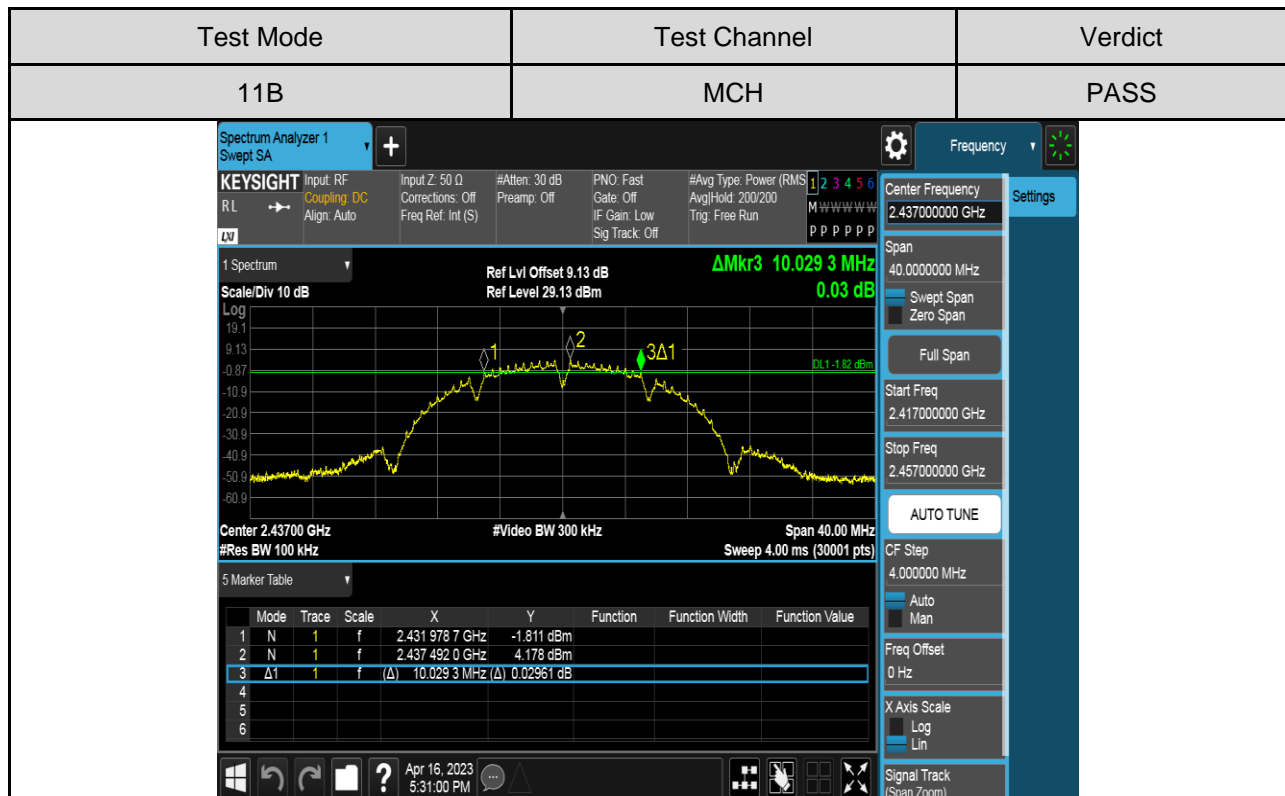 Test Mode Test Channel Verdict
11B MCH PASS
Spectrum Analyzer 1
Swept SA
+
Frequency
KEYSIGHT
RL
LXI
Input: RF
Coupling: DC
Align: Auto
Input Z: 50 Ω
Corrections: Off
Freq Ref: Int (S)
#Atten: 30 dB
Preamp: Off
PNO: Fast
Gate: Off
IF Gain: Low
Sig Track: Off
#Avg Type: Power (RMS
Avg|Hold: 200/200
Trig: Free Run
1 2 3 4 5 6
M W W W W W
P P P P P P
1 Spectrum
Scale/Div 10 dB
Ref Lvl Offset 9.13 dB
Ref Level 29.13 dBm
ΔMkr3 10.029 3 MHz
0.03 dB
Log
19.1
9.13
-0.87
-10.9
-20.9
-30.9
-40.9
-50.9
-60.9
1
2
3Δ1
DL1 -1.82 dBm
Center 2.43700 GHz #Video BW 300 kHz Span 40.00 MHz
#Res BW 100 kHz Sweep 4.00 ms (30001 pts)
5 Marker Table
Mode Trace Scale X Y Function Function Width Function Value
1 N 1 f 2.431 978 7 GHz -1.811 dBm
2 N 1 f 2.437 492 0 GHz 4.178 dBm
3 Δ1 1 f (Δ) 10.029 3 MHz (Δ) 0.02961 dB
4
5
6
?
Apr 16, 2023
5:31:00 PM
Settings
Center Frequency
2.437000000 GHz
Span
40.0000000 MHz
Swept Span
Zero Span
Full Span
Start Freq
2.417000000 GHz
Stop Freq
2.457000000 GHz
AUTO TUNE
CF Step
4.000000 MHz
Auto
Man
Freq Offset
0 Hz
X Axis Scale
Log
Lin
Signal Track
(Span Zoom)